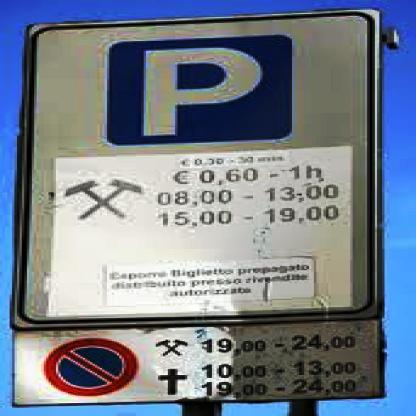 P
€ 0,30 - 30 min
€ 0,60 - 1h
08,00 - 13,00
15,00 - 19,00
Esporre Biglietto prepagato
distribuito presso rivendite
autorizzate
19,00 - 24,00
10,00 - 13,00
19,00 - 24,00